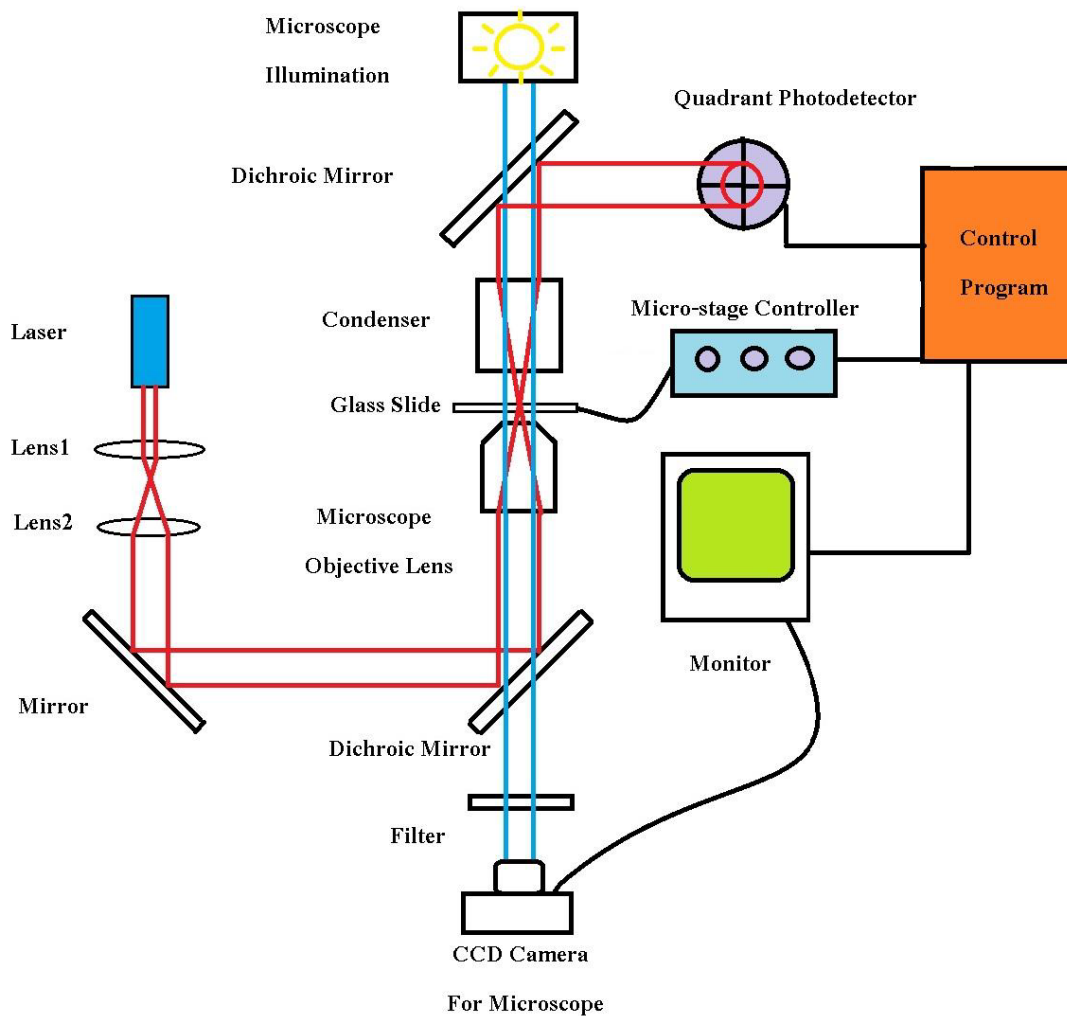 Microscope
Illumination
Quadrant Photodetector
Dichroic Mirror
Control
Program
Laser
Condenser
Micro-stage Controller
Glass Slide
Lens1
Lens2
Microscope
Objective Lens
Monitor
Mirror
Dichroic Mirror
Filter
CCD Camera
For Microscope